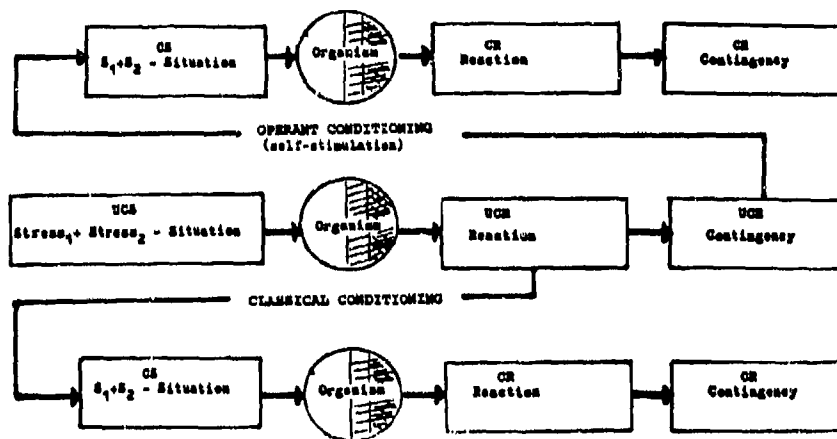 CS
S₁+S₂ - Situation
Organism
CR
Reaction
CR
Contingency
OPERANT CONDITIONING
(self-stimulation)
UCS
Stress₁+ Stress₂ - Situation
Organism
UCR
Reaction
UCR
Contingency
CLASSICAL CONDITIONING
CS
S₁+S₂ - Situation
Organism
CR
Reaction
CR
Contingency